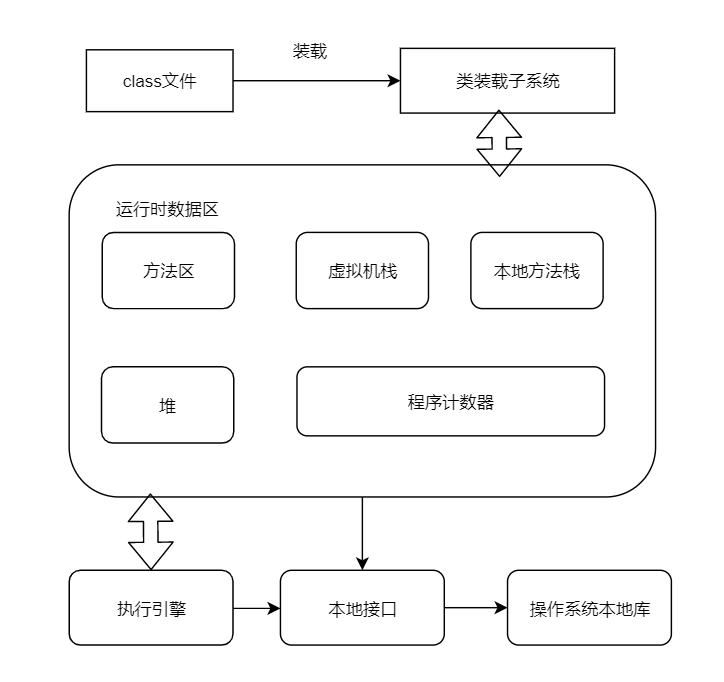 装载
class文件
类装载子系统
运行时数据区
方法区
虚拟机栈
本地方法栈
堆
程序计数器
执行引擎
本地接口
操作系统本地库